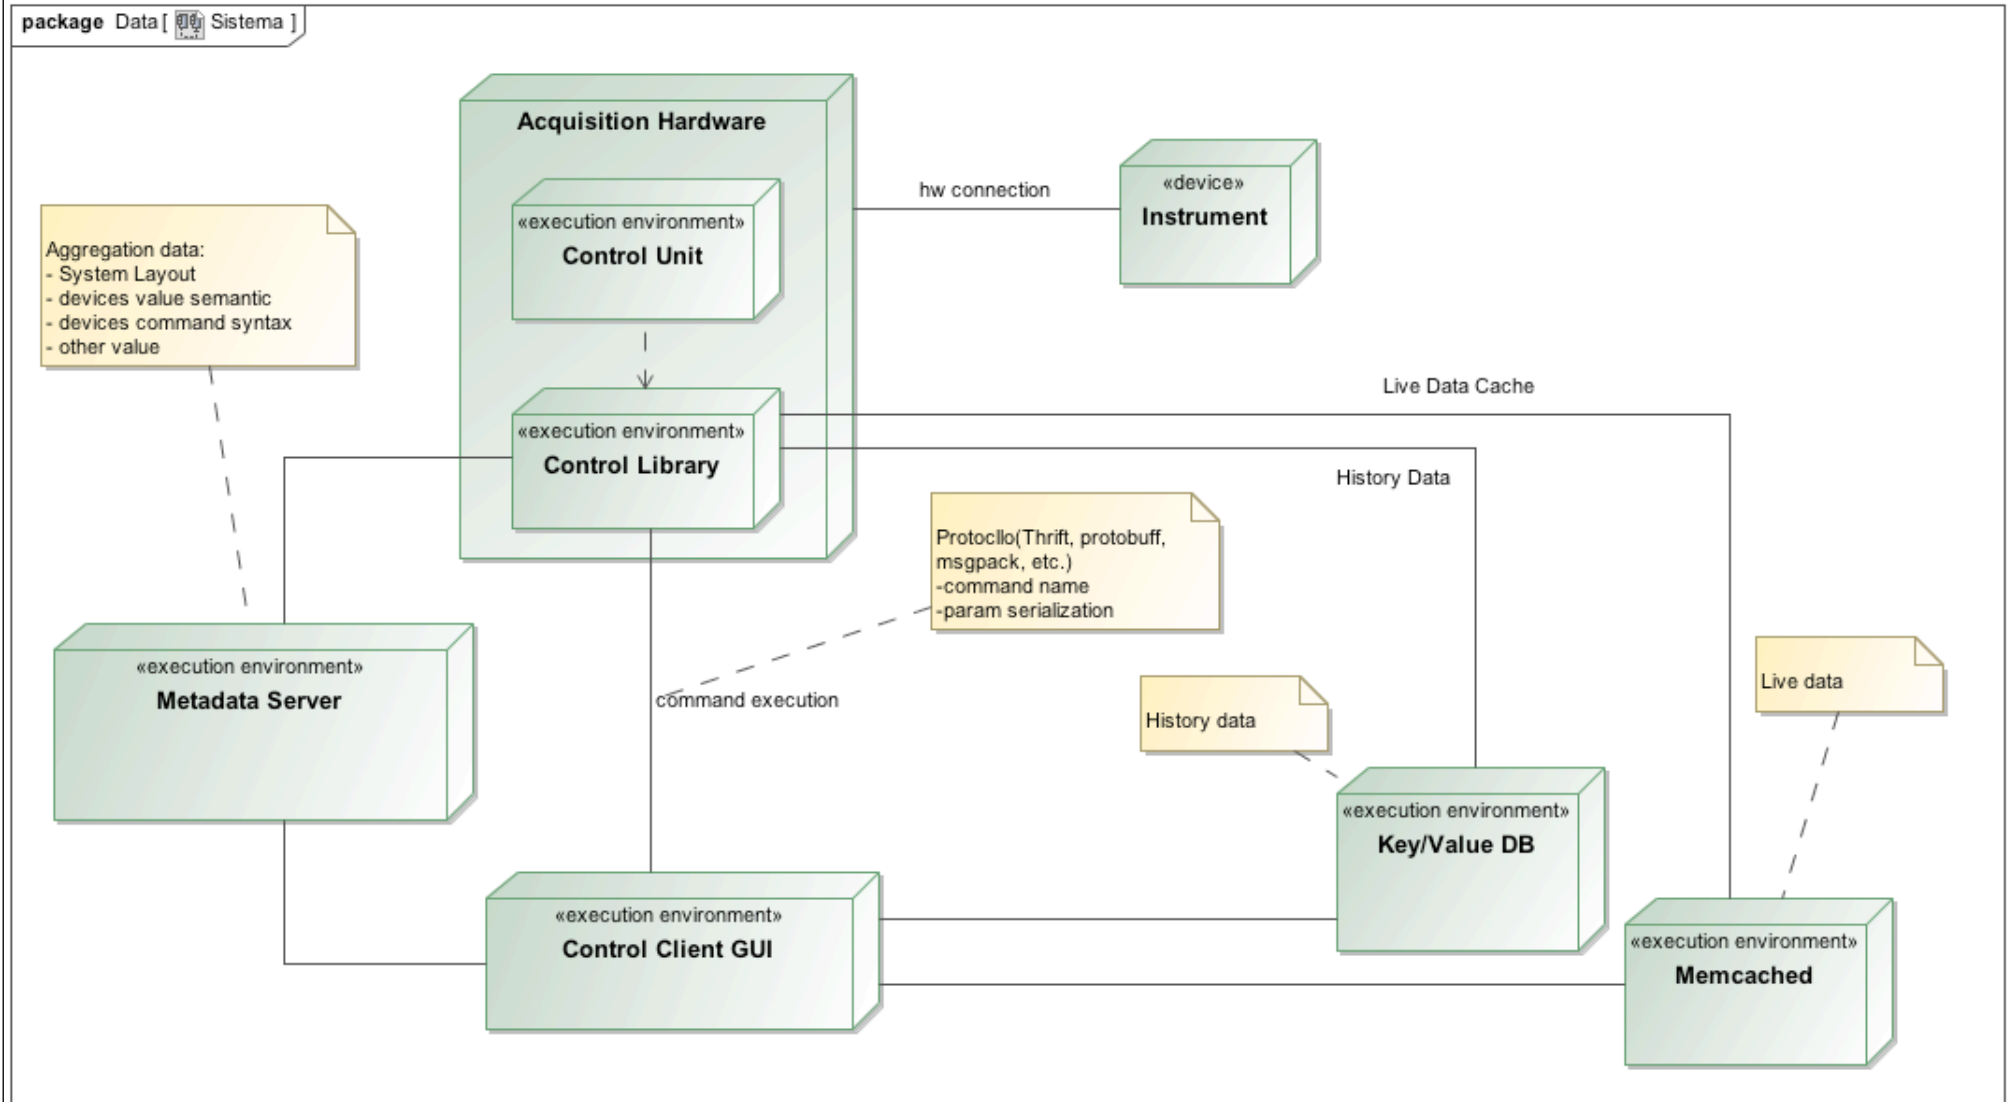 package Data [ Sistema ]
Acquisition Hardware
«execution environment»
Control Unit
hw connection
«device»
Instrument
Aggregation data:
- System Layout
- devices value semantic
- devices command syntax
- other value
Live Data Cache
«execution environment»
Control Library
History Data
Protocllo(Thrift, protobuff,
msgpack, etc.)
-command name
-param serialization
«execution environment»
Metadata Server
command execution
History data
Live data
«execution environment»
Key/Value DB
«execution environment»
Control Client GUI
«execution environment»
Memcached